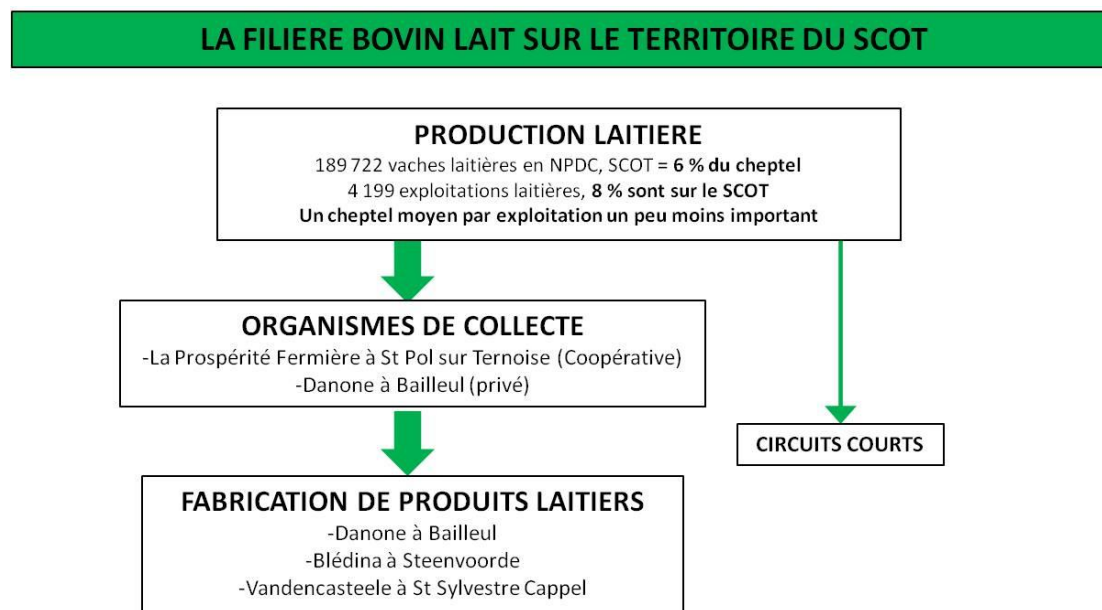 LA FILIERE BOVIN LAIT SUR LE TERRITOIRE DU SCOT
PRODUCTION LAITIERE
189 722 vaches laitières en NPDC, SCOT = 6 % du cheptel
4 199 exploitations laitières, 8 % sont sur le SCOT
Un cheptel moyen par exploitation un peu moins important
ORGANISMES DE COLLECTE
-La Prospérité Fermière à St Pol sur Ternoise (Coopérative)
-Danone à Bailleul (privé)
CIRCUITS COURTS
FABRICATION DE PRODUITS LAITIERS
-Danone à Bailleul
-Blédina à Steenvoorde
-Vandencasteele à St Sylvestre Cappel